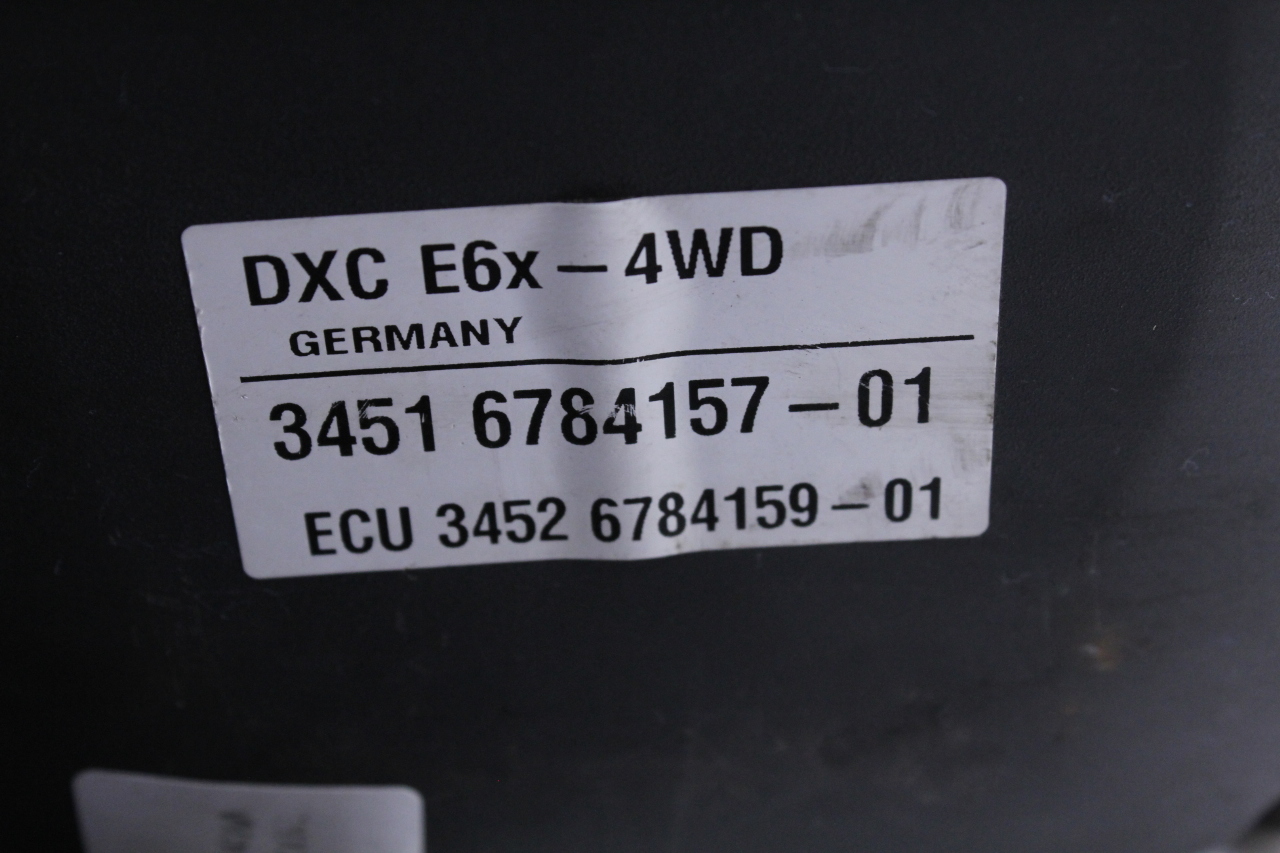 DXC E6x – 4WD
GERMANY
3451 6784157 – 01
ECU 3452 6784159 – 01